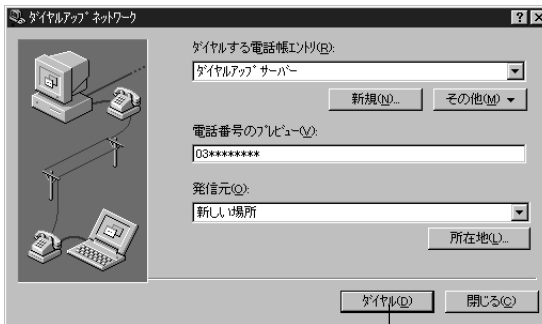 ﾀﾞｲﾔﾙｱｯﾌﾟ ﾈｯﾄﾜｰｸ
ﾀﾞｲﾔﾙする電話帳ｴﾝﾄﾘ(R):
ﾀﾞｲﾔﾙｱｯﾌﾟ ｻｰﾊﾞｰ
新規(N)... その他(M)
電話番号のﾌﾟﾚﾋﾞｭｰ(V):
03********
発信元(O):
新しい場所
所在地(L)...
ﾀﾞｲﾔﾙ(D) 閉じる(C)